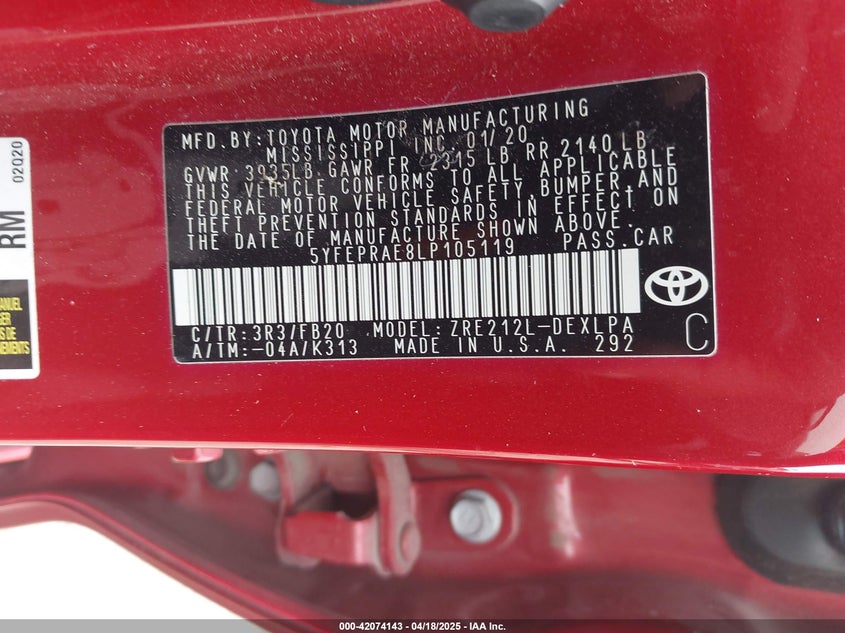 MFD.BY:TOYOTA MOTOR MANUFACTURING
MISSISSIPPI INC. 01/20
GVWR 3935LB GAWR FR 2315 LB RR 2140 LB
THIS VEHICLE CONFORMS TO ALL APPLICABLE
FEDERAL MOTOR VEHICLE SAFETY, BUMPER, AND
THEFT PREVENTION STANDARDS IN EFFECT ON
THE DATE OF MANUFACTURE SHOWN ABOVE.
5YFEPRAE8LP105119 PASS.CAR
C/TR:3R3/FB20 MODEL:ZRE212L-DEXLPA
A/TM:-04A/K313 MADE IN U.S.A. 292
C
02020
RM
MANUEL
DE
000-42074143 - 04/18/2025 - IAA Inc.